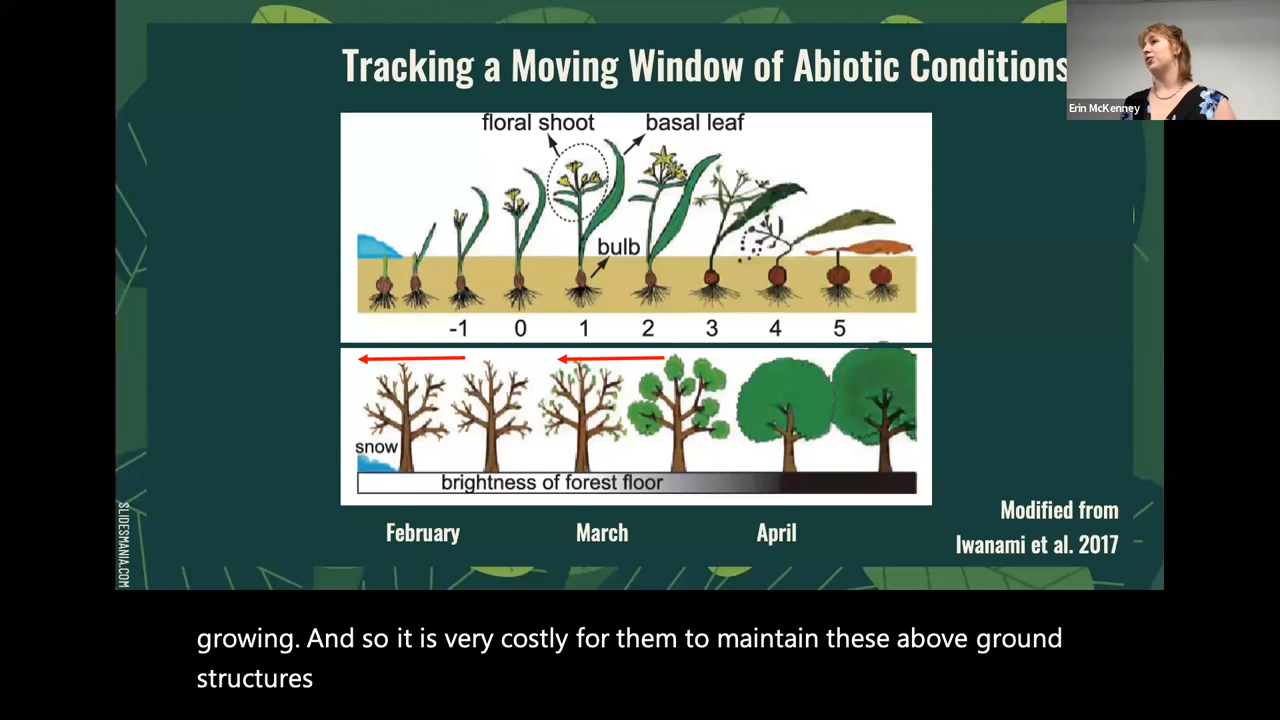 Tracking a Moving Window of Abiotic Conditions
Erin McKenney
floral shoot
basal leaf
bulb
-1 0 1 2 3 4 5
snow
brightness of forest floor
February March April
Modified from
Iwanami et al. 2017
SLIDESMANIA.COM
growing. And so it is very costly for them to maintain these above ground
structures